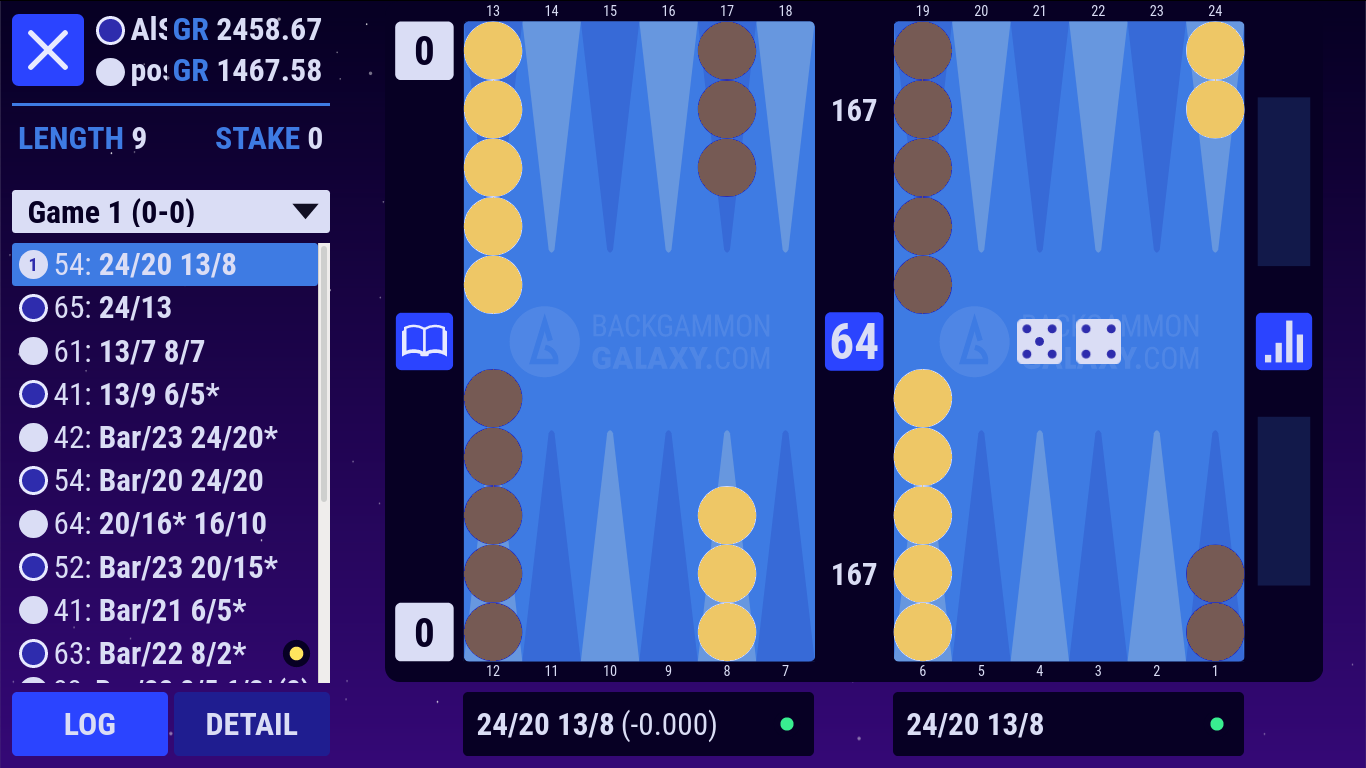 AlS GR 2458.67
pos GR 1467.58
LENGTH 9 STAKE 0
Game 1 (0-0)
1 54: 24/20 13/8
65: 24/13
61: 13/7 8/7
41: 13/9 6/5*
42: Bar/23 24/20*
54: Bar/20 24/20
64: 20/16* 16/10
52: Bar/23 20/15*
41: Bar/21 6/5*
63: Bar/22 8/2*
LOG DETAIL
13 14 15 16 17 18 19 20 21 22 23 24
0
167
BACKGAMMON
GALAXY.COM
64
BACKGAMMON
GALAXY.COM
167
0
12 11 10 9 8 7 6 5 4 3 2 1
24/20 13/8 (-0.000)
24/20 13/8